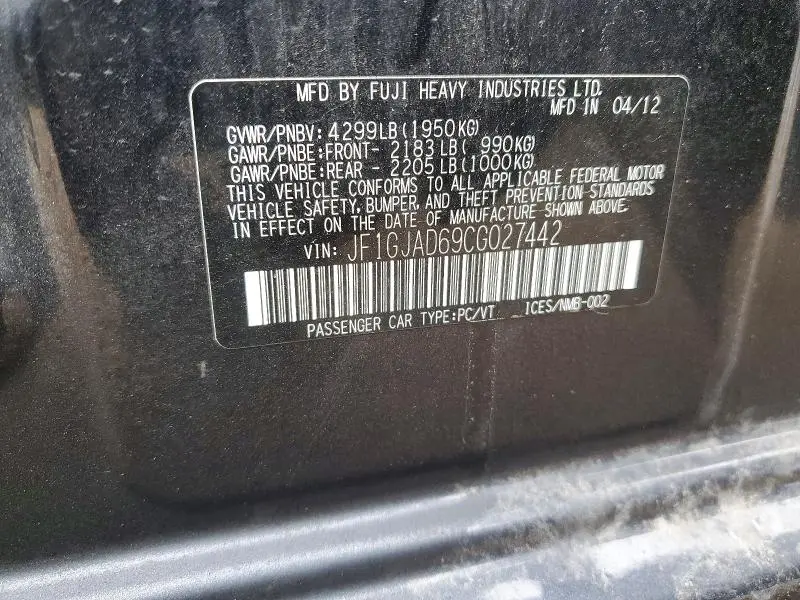 MFD BY FUJI HEAVY INDUSTRIES LTD.
MFD IN 04/12
GVWR/PNBV: 4299LB(1950KG)
GAWR/PNBE:FRONT- 2183LB( 990KG)
GAWR/PNBE:REAR - 2205LB(1000KG)
THIS VEHICLE CONFORMS TO ALL APPLICABLE FEDERAL MOTOR
VEHICLE SAFETY, BUMPER, AND THEFT PREVENTION STANDARDS
IN EFFECT ON THE DATE OF MANUFACTURE SHOWN ABOVE.
VIN: JF1GJAD69CG027442
PASSENGER CAR TYPE:PC/VT ICES/NMB-002